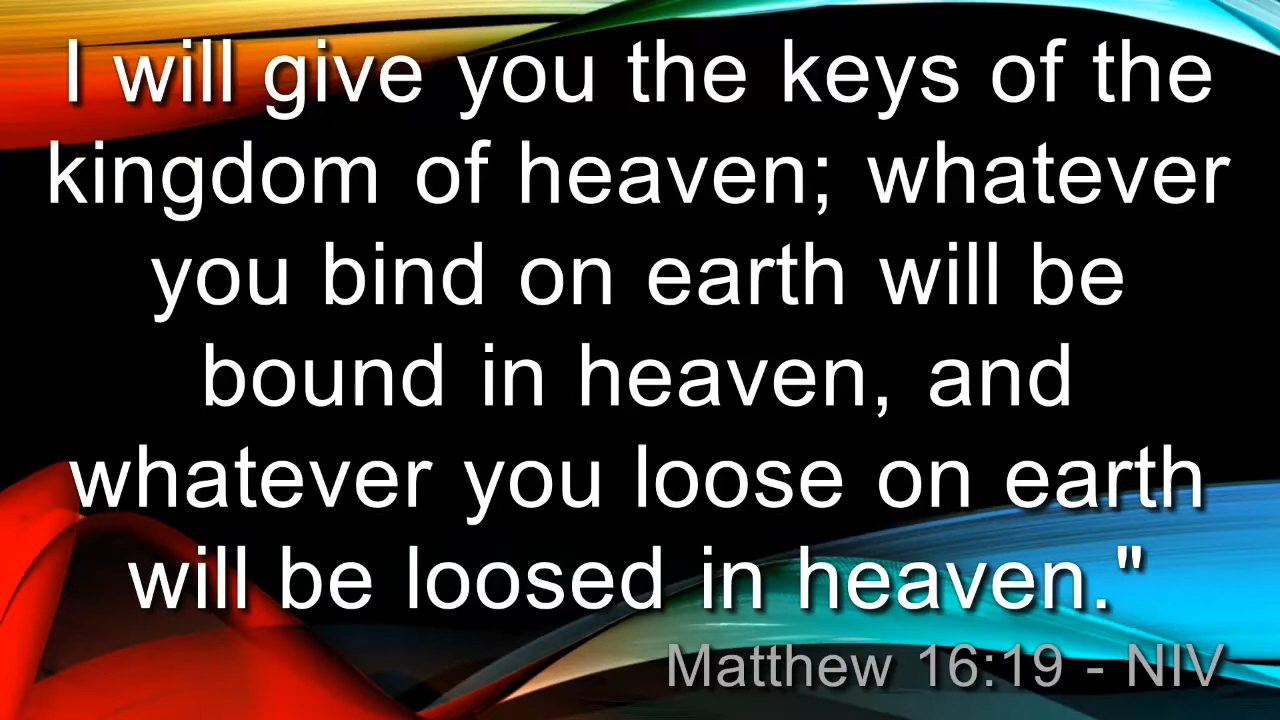 I will give you the keys of the
kingdom of heaven; whatever
you bind on earth will be
bound in heaven, and
whatever you loose on earth
will be loosed in heaven."
Matthew 16:19 - NIV